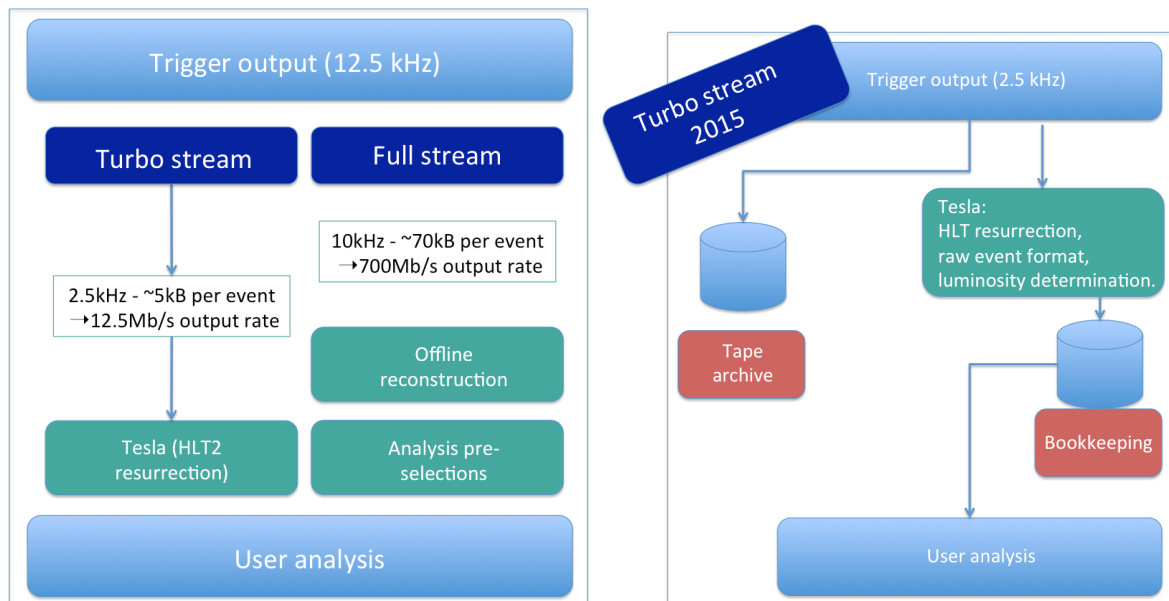 Trigger output (12.5 kHz)
Turbo stream
Full stream
10kHz - ~70kB per event
→700Mb/s output rate
2.5kHz - ~5kB per event
→12.5Mb/s output rate
Offline
reconstruction
Tesla (HLT2
resurrection)
Analysis pre-
selections
User analysis
Turbo stream
2015
Trigger output (2.5 kHz)
Tesla:
HLT resurrection,
raw event format,
luminosity determination.
Tape
archive
Bookkeeping
User analysis